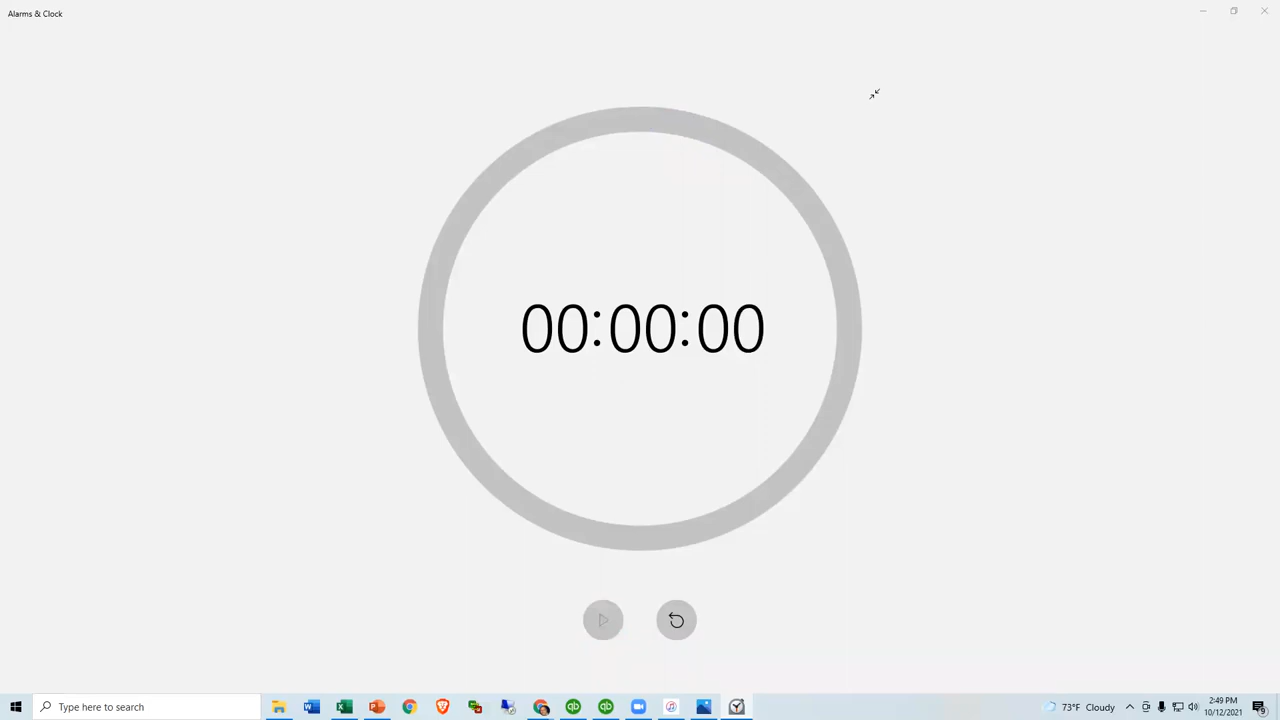 Alarms & Clock
00:00:00
Type here to search
73°F Cloudy
2:49 PM
10/12/2021